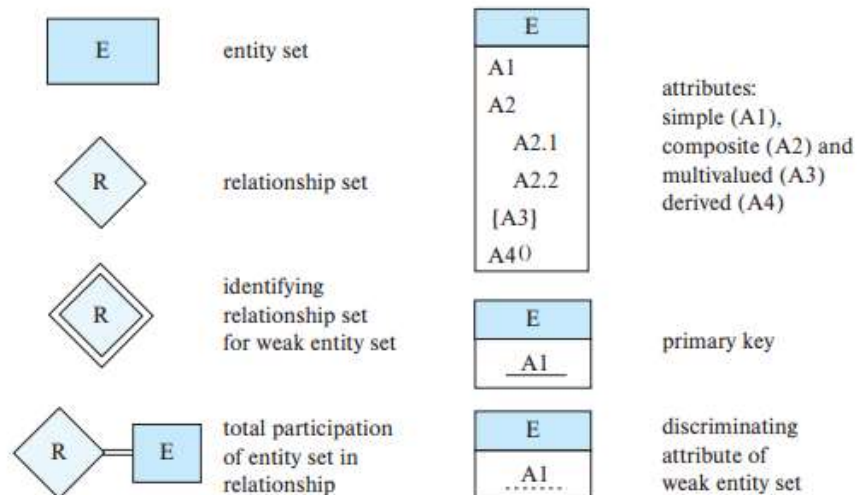 E
entity set
R
relationship set
R
identifying
relationship set
for weak entity set
R
E
total participation
of entity set in
relationship
E
A1
A2
A2.1
A2.2
{A3}
A4()
attributes:
simple (A1),
composite (A2) and
multivalued (A3)
derived (A4)
E
A1
primary key
E
A1
discriminating
attribute of
weak entity set